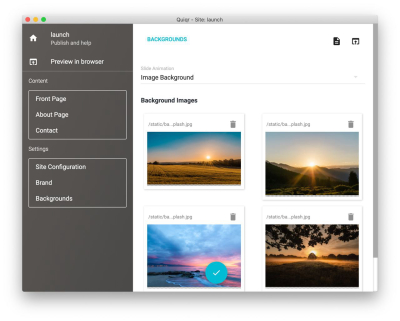 Quiqr - Site: launch
launch
Publish and help
Preview in browser
Content
Front Page
About Page
Contact
Settings
Site Configuration
Brand
Backgrounds
BACKGROUNDS
Slide Animation
Image Background
Background Images
/static/ba...plash.jpg
/static/ba...plash.jpg
/static/ba...plash.jpg
/static/ba...plash.jpg